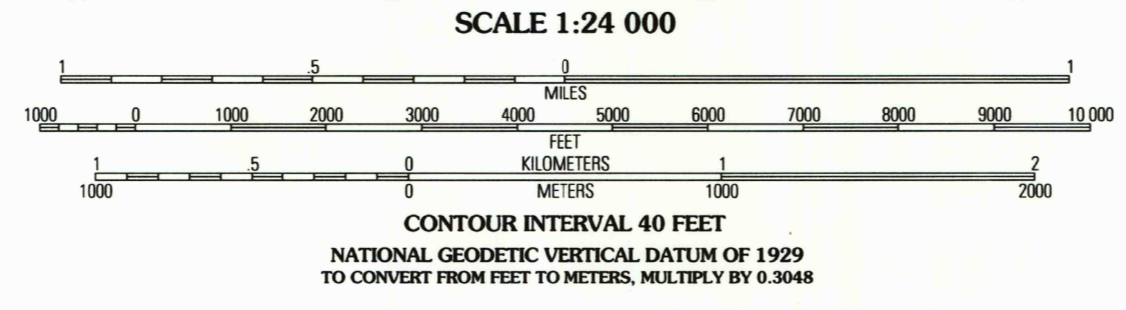 SCALE 1:24 000
1 .5 0 1
MILES
1000 0 1000 2000 3000 4000 5000 6000 7000 8000 9000 10 000
FEET
1 .5 0 KILOMETERS 1 2
1000 0 METERS 1000 2000
CONTOUR INTERVAL 40 FEET
NATIONAL GEODETIC VERTICAL DATUM OF 1929
TO CONVERT FROM FEET TO METERS, MULTIPLY BY 0.3048